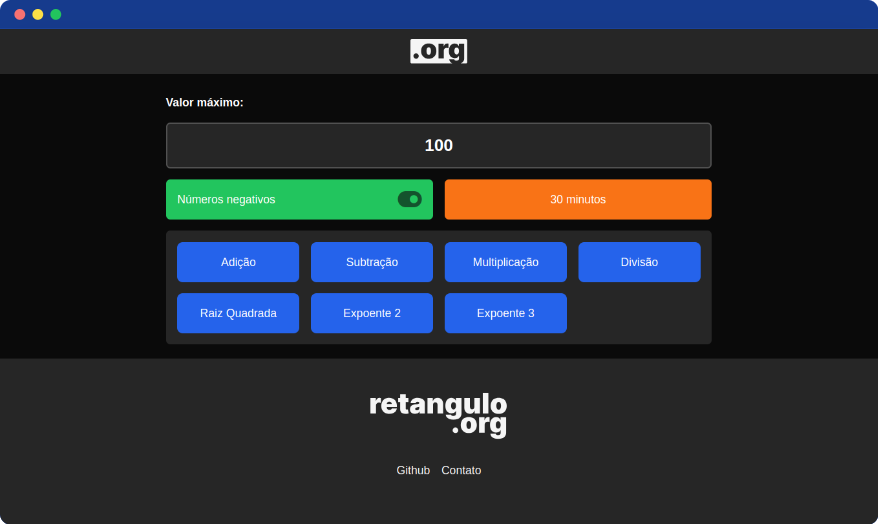 .org
Valor máximo:
100
Números negativos
30 minutos
Adição
Subtração
Multiplicação
Divisão
Raiz Quadrada
Expoente 2
Expoente 3
retangulo
.org
Github
Contato